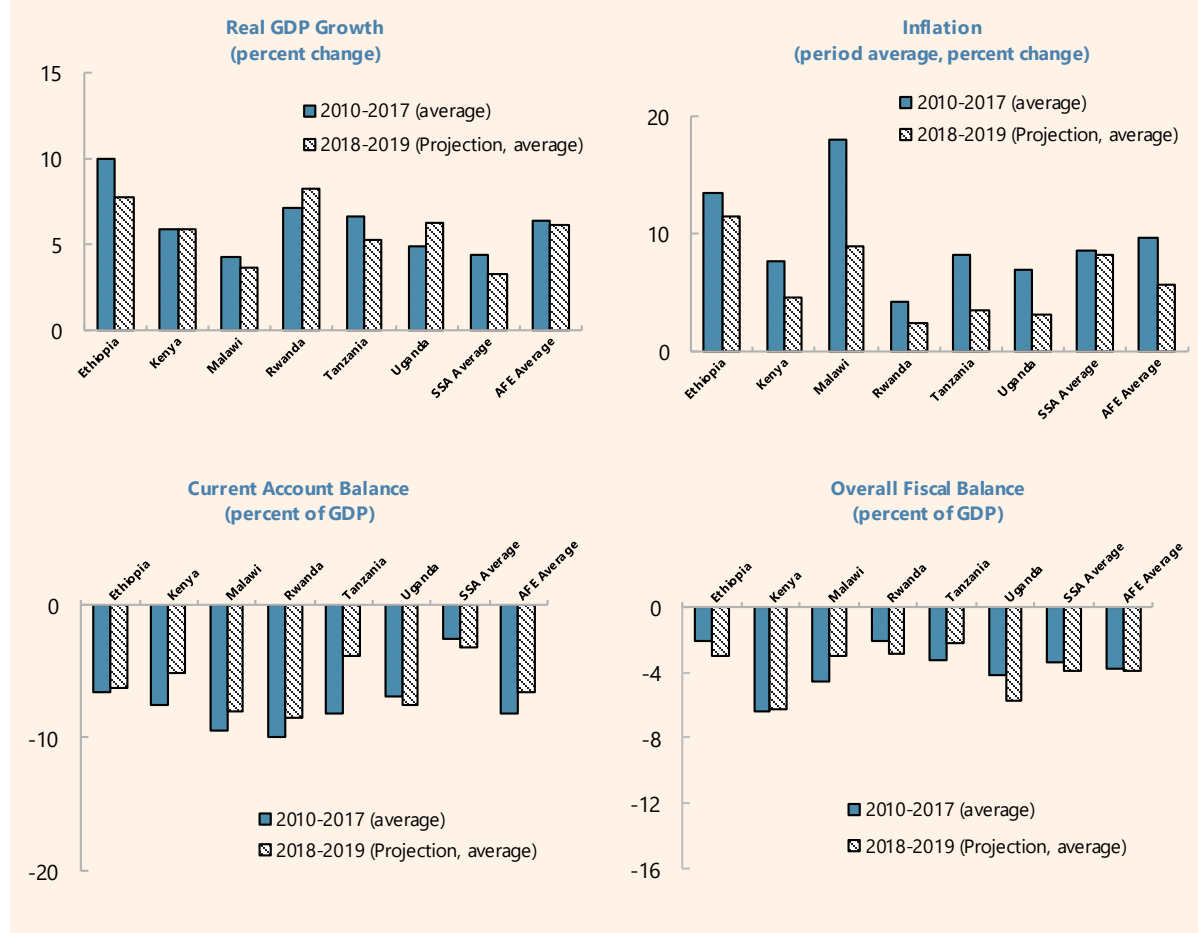 Real GDP Growth
(percent change)
15
10
5
0
2010-2017 (average)
2018-2019 (Projection, average)
Ethiopia
Kenya
Malawi
Rwanda
Tanzania
Uganda
SSA Average
AFE Average
Inflation
(period average, percent change)
20
10
0
2010-2017 (average)
2018-2019 (Projection, average)
Ethiopia
Kenya
Malawi
Rwanda
Tanzania
Uganda
SSA Average
AFE Average
Current Account Balance
(percent of GDP)
Ethiopia
Kenya
Malawi
Rwanda
Tanzania
Uganda
SSA Average
AFE Average
0
-10
-20
2010-2017 (average)
2018-2019 (Projection, average)
Overall Fiscal Balance
(percent of GDP)
Ethiopia
Kenya
Malawi
Rwanda
Tanzania
Uganda
SSA Average
AFE Average
0
-4
-8
-12
-16
2010-2017 (average)
2018-2019 (Projection, average)